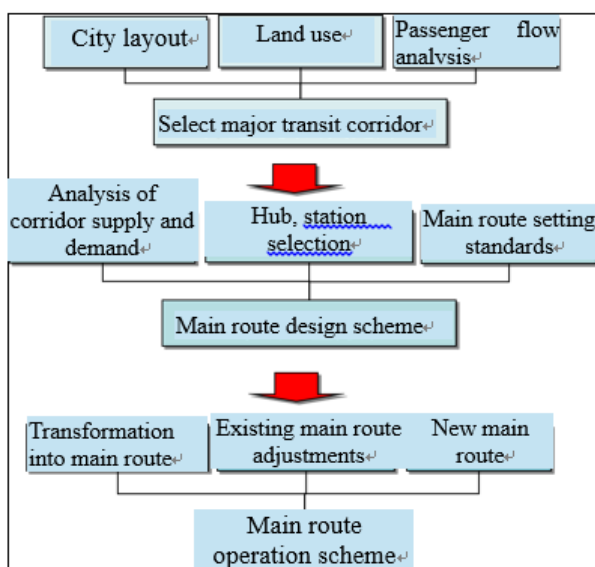 City layout
Land use
Passenger flow
analysis
Select major transit corridor
Analysis of
corridor supply and
demand
Hub, station
selection
Main route setting
standards
Main route design scheme
Transformation
into main route
Existing main route
adjustments
New main
route
Main route
operation scheme